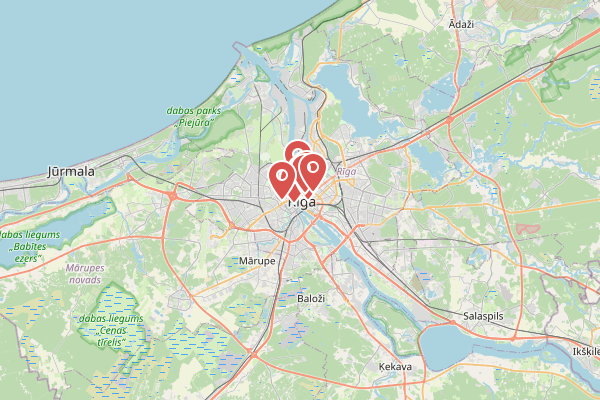 Ādaži
dabas parks
„Piejūra”
Jūrmala
Rīga
Rīga
dabas liegums
„Babītes
ezers”
Mārupes
novads
Mārupe
Baloži
dabas liegums
„Cenas
tīrelis”
Salaspils
Ikšķile
Ķekava